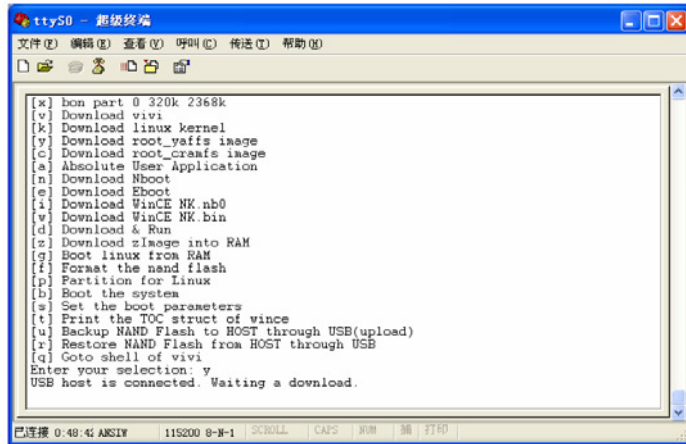 ttyS0 - 超级终端
文件(F) 编辑(E) 查看(V) 呼叫(C) 传送(T) 帮助(H)
[x] bon part 0 320k 2368k
[v] Download vivi
[k] Download linux kernel
[y] Download root_yaffs image
[c] Download root_cramfs image
[a] Absolute User Application
[n] Download Nboot
[e] Download Eboot
[i] Download WinCE NK.nb0
[w] Download WinCE NK.bin
[d] Download & Run
[z] Download zImage into RAM
[g] Boot linux from RAM
[f] Format the nand flash
[p] Partition for Linux
[b] Boot the system
[s] Set the boot parameters
[t] Print the TOC struct of wince
[u] Backup NAND Flash to HOST through USB(upload)
[r] Restore NAND Flash from HOST through USB
[q] Goto shell of vivi
Enter your selection: y
USB host is connected. Waiting a download.
已连接 0:48:42 ANSIW 115200 8-N-1 SCROLL CAPS NUM 捕 打印